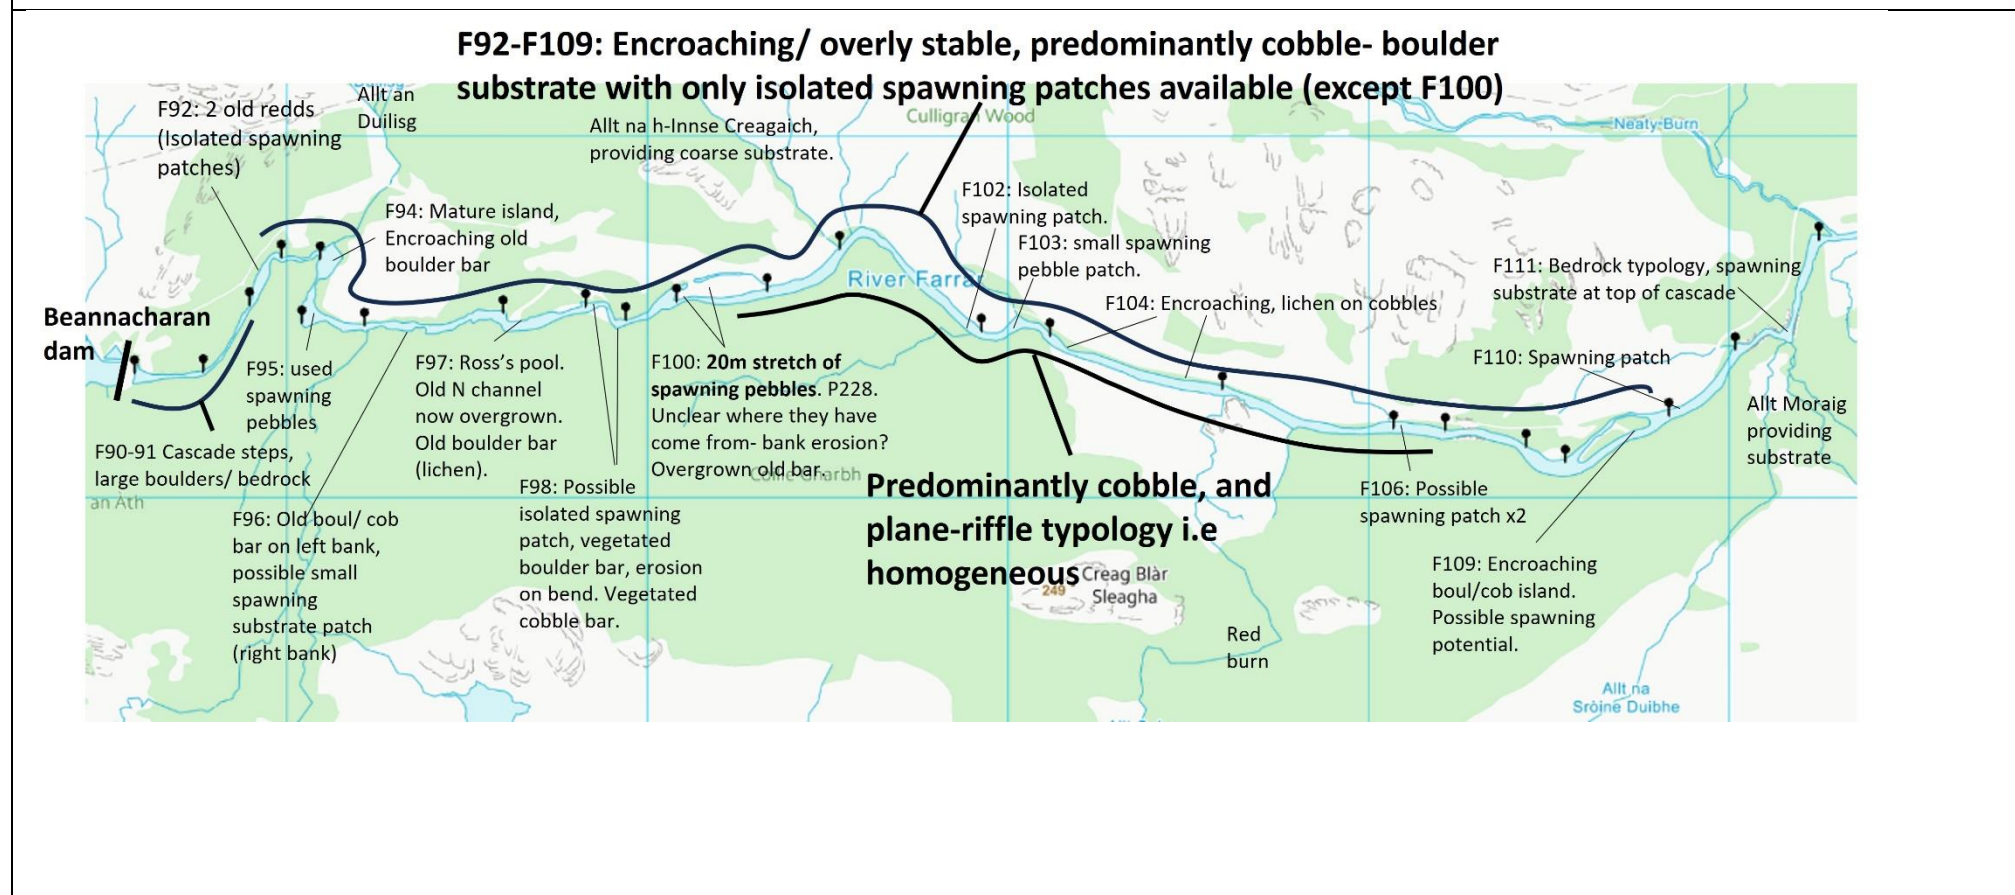 F92-F109: Encroaching/ overly stable, predominantly cobble- boulder
substrate with only isolated spawning patches available (except F100)
F92: 2 old redds
(Isolated spawning
patches)
Allt an
Duilisg
Allt na h-Innse Creagaich,
providing coarse substrate.
Culligran Wood
Neaty Burn
F94: Mature island,
Encroaching old
boulder bar
F102: Isolated
spawning patch.
F103: small spawning
pebble patch.
River Farrar
F104: Encroaching, lichen on cobbles
F111: Bedrock typology, spawning
substrate at top of cascade
Beannacharan
dam
F95: used
spawning
pebbles
F97: Ross’s pool.
Old N channel
now overgrown.
Old boulder bar
(lichen).
F100: 20m stretch of
spawning pebbles. P228.
Unclear where they have
come from- bank erosion?
Overgrown old bar.
F110: Spawning patch
Allt Moraig
providing
substrate
F90-91 Cascade steps,
large boulders/ bedrock
an Àth
F96: Old boul/ cob
bar on left bank,
possible small
spawning
substrate patch
(right bank)
F98: Possible
isolated spawning
patch, vegetated
boulder bar, erosion
on bend. Vegetated
cobble bar.
Predominantly cobble, and
plane-riffle typology i.e
homogeneous
F106: Possible
spawning patch x2
F109: Encroaching
boul/cob island.
Possible spawning
potential.
249
Creag Blàr
Sleagha
Red
burn
Allt na
Sròine Duibhe